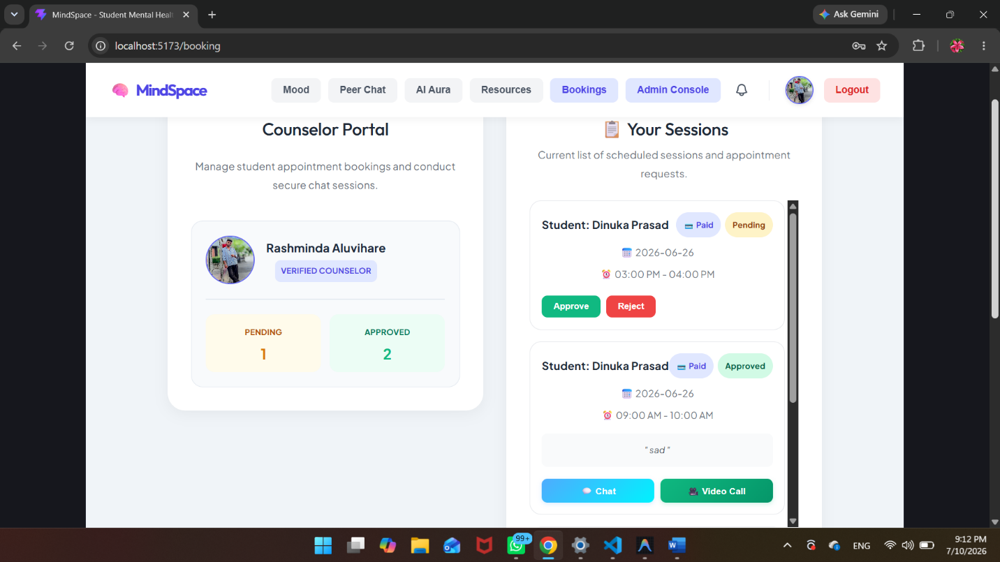 MindSpace - Student Mental Healt
Ask Gemini
localhost:5173/booking
MindSpace
Mood
Peer Chat
AI Aura
Resources
Bookings
Admin Console
Logout
Counselor Portal
Manage student appointment bookings and conduct
secure chat sessions.
Rashminda Aluvihare
VERIFIED COUNSELOR
PENDING
1
APPROVED
2
Your Sessions
Current list of scheduled sessions and appointment
requests.
Student: Dinuka Prasad
Paid
Pending
2026-06-26
03:00 PM - 04:00 PM
Approve
Reject
Student: Dinuka Prasad
Paid
Approved
2026-06-26
09:00 AM - 10:00 AM
" sad "
Chat
Video Call
99+
ENG
9:12 PM
7/10/2026